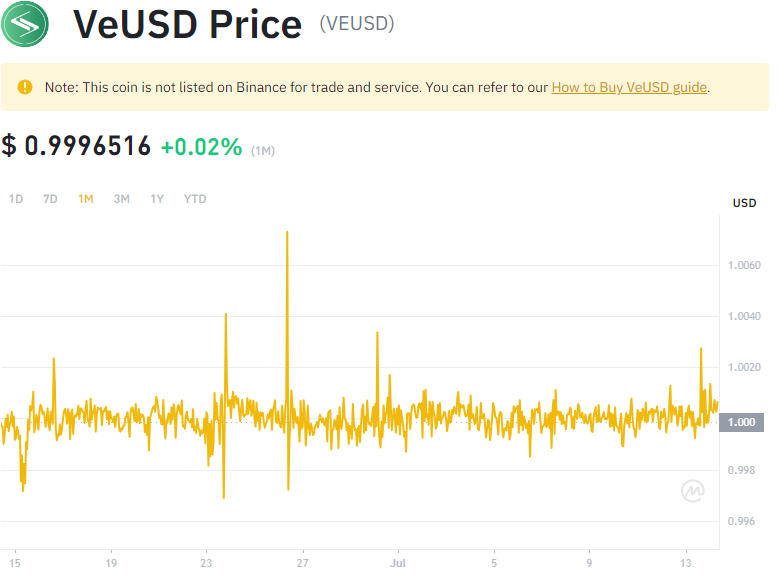 VeUSD Price (VEUSD)
Note: This coin is not listed on Binance for trade and service. You can refer to our How to Buy VeUSD guide.
$ 0.9996516 +0.02% (1M)
1D 7D 1M 3M 1Y YTD
USD
1.0060
1.0040
1.0020
1.000
0.998
0.996
15 19 23 27 Jul 5 9 13